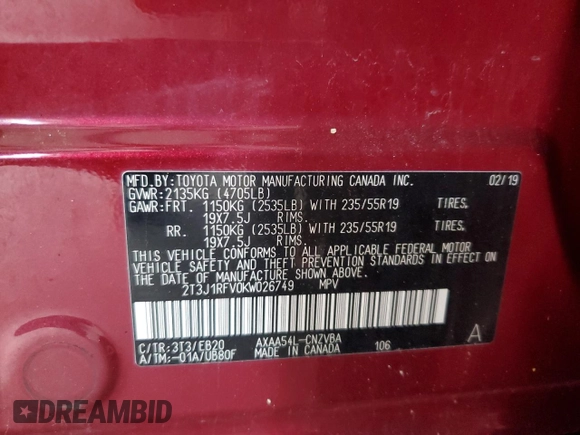 MFD.BY:TOYOTA MOTOR MANUFACTURING CANADA INC. 02/19
GVWR:2135KG (4705LB)
GAWR:FRT. 1150KG (2535LB) WITH 235/55R19 TIRES.
19X7.5J RIMS.
RR. 1150KG (2535LB) WITH 235/55R19 TIRES.
19X7.5J RIMS.
THIS VEHICLE CONFORMS TO ALL APPLICABLE FEDERAL MOTOR
VEHICLE SAFETY AND THEFT PREVENTION STANDARDS IN EFFECT ON
THE DATE OF MANUFACTURE SHOWN ABOVE.
2T3J1RFV0KW026749 MPV
C/TR:3T3/EB20 AXAA54L-CNZVBA A
A/TM:-01A/UB80F MADE IN CANADA 106
DREAMBID